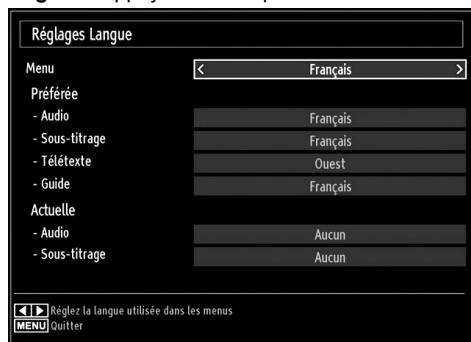 Réglages Langue
Menu < Français >
Préférée
- Audio Français
- Sous-titrage Français
- Télétexte Ouest
- Guide Français
Actuelle
- Audio Aucun
- Sous-titrage Aucun
◄ ► Réglez la langue utilisée dans les menus
MENU Quitter